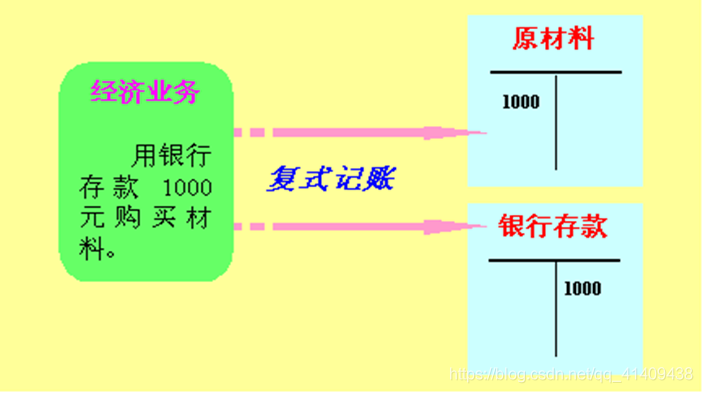 经济业务
用银行
存款 1000
元购买材
料。
复式记账
原材料
1000
银行存款
1000
https://blog.csdn.net/qq_41409438